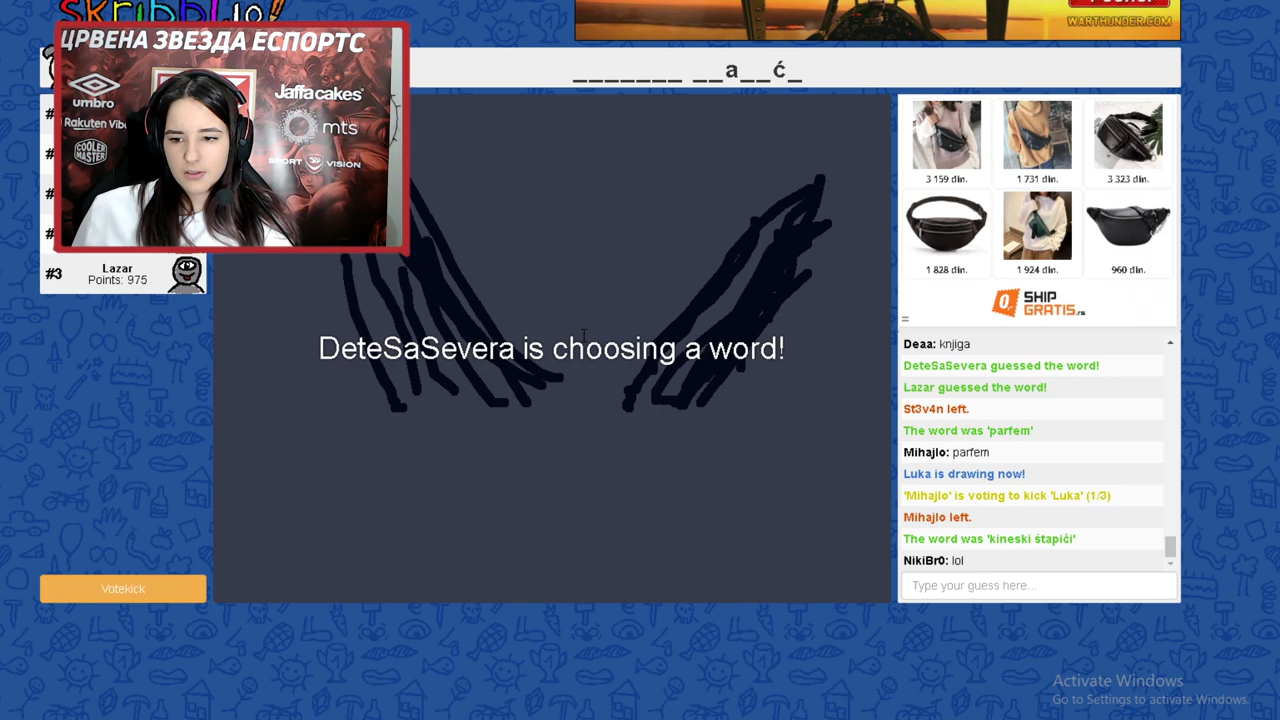 skribbl.io!
WARTHUNDER.COM
ЦРВЕНА ЗВЕЗДА ЕСПОРТС
umbro
Jaffa cakes
mts
COOLER MASTER
SPORT VISION
_______ __a__ć_
#3
Lazar
Points: 975
DeteSaSevera is choosing a word!
3 159 din.
1 731 din.
3 323 din.
1 828 din.
1 924 din.
960 din.
SHIP GRATIS.rs
Deaa: knjiga
DeteSaSevera guessed the word!
Lazar guessed the word!
St3v4n left.
The word was 'parfem'
Mihajlo: parfem
Luka is drawing now!
'Mihajlo' is voting to kick 'Luka' (1/3)
Mihajlo left.
The word was 'kineski štapići'
NikiBr0: lol
Type your guess here...
Votekick
Activate Windows
Go to Settings to activate Windows.